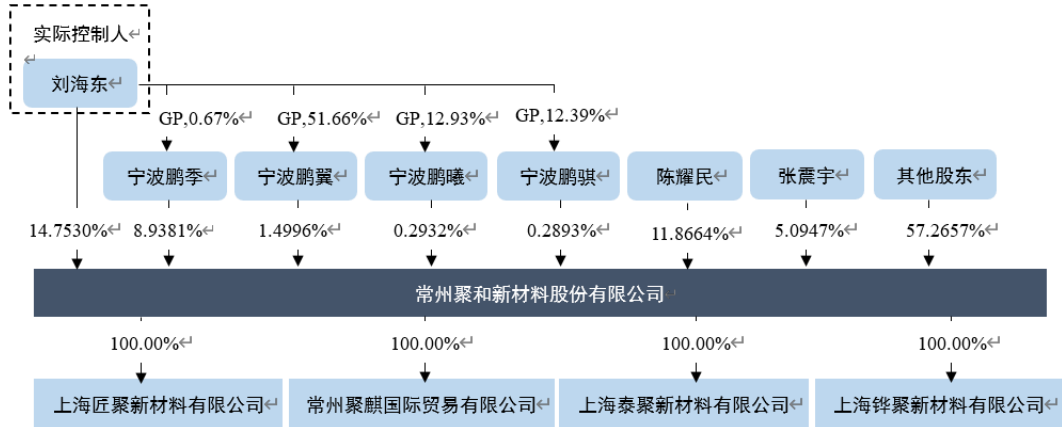 实际控制人↵
↵
刘海东↵
GP,0.67%↵ GP,51.66%↵ GP,12.93%↵ GP,12.39%↵
宁波鹏季↵ 宁波鹏翼↵ 宁波鹏曦↵ 宁波鹏骐↵ 陈耀民↵ 张震宇↵ 其他股东↵
14.7530%↵ 8.9381%↵ 1.4996%↵ 0.2932%↵ 0.2893%↵ 11.8664%↵ 5.0947%↵ 57.2657%↵
常州聚和新材料股份有限公司↵
100.00%↵ 100.00%↵ 100.00%↵ 100.00%↵
上海匠聚新材料有限公司↵ 常州聚麒国际贸易有限公司↵ 上海泰聚新材料有限公司↵ 上海铧聚新材料有限公司↵